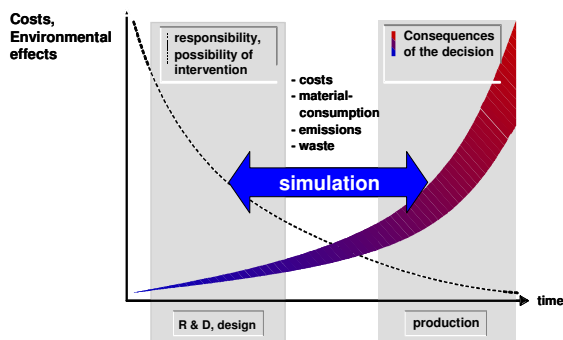 Costs,
Environmental
effects
responsibility,
possibility of
intervention
Consequences
of the decision
- costs
- material-
consumption
- emissions
- waste
simulation
time
R & D, design
production